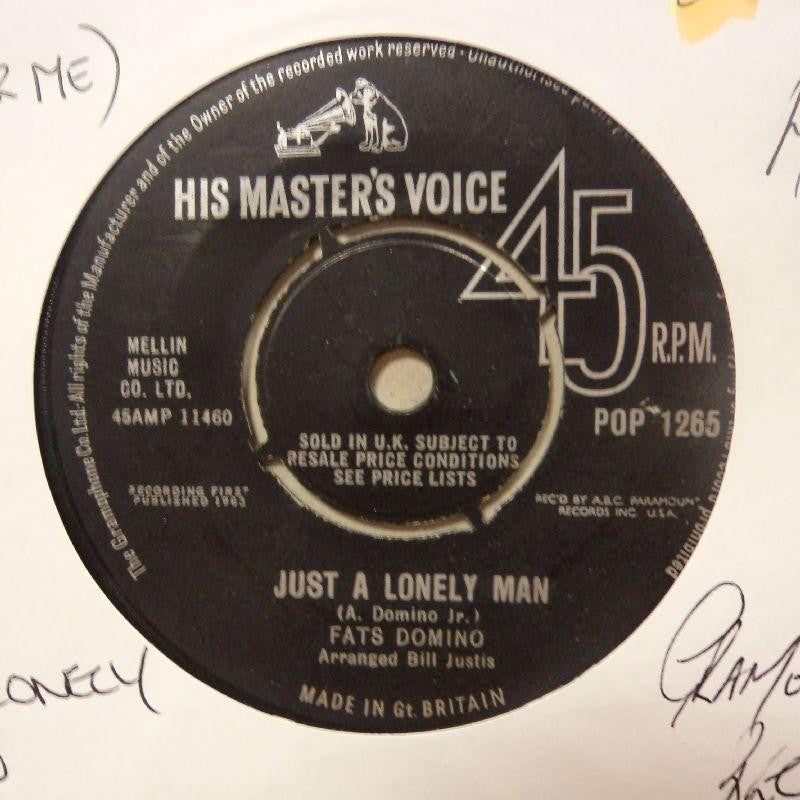 R ME)
The Gramophone Co. Ltd. All rights of the Manufacturer and of the Owner of the recorded work reserved · Unauthorised
HIS MASTER'S VOICE
45
R.P.M.
MELLIN
MUSIC
CO. LTD.
45AMP 11460
POP 1265
SOLD IN U.K. SUBJECT TO
RESALE PRICE CONDITIONS
SEE PRICE LISTS
RECORDING FIRST
PUBLISHED 1963
REC'D BY A.B.C. PARAMOUNT
RECORDS INC. U.S.A.
prohibited
JUST A LONELY MAN
(A. Domino Jr.)
FATS DOMINO
Arranged Bill Justis
MADE IN Gt. BRITAIN
LONELY
GRAMO